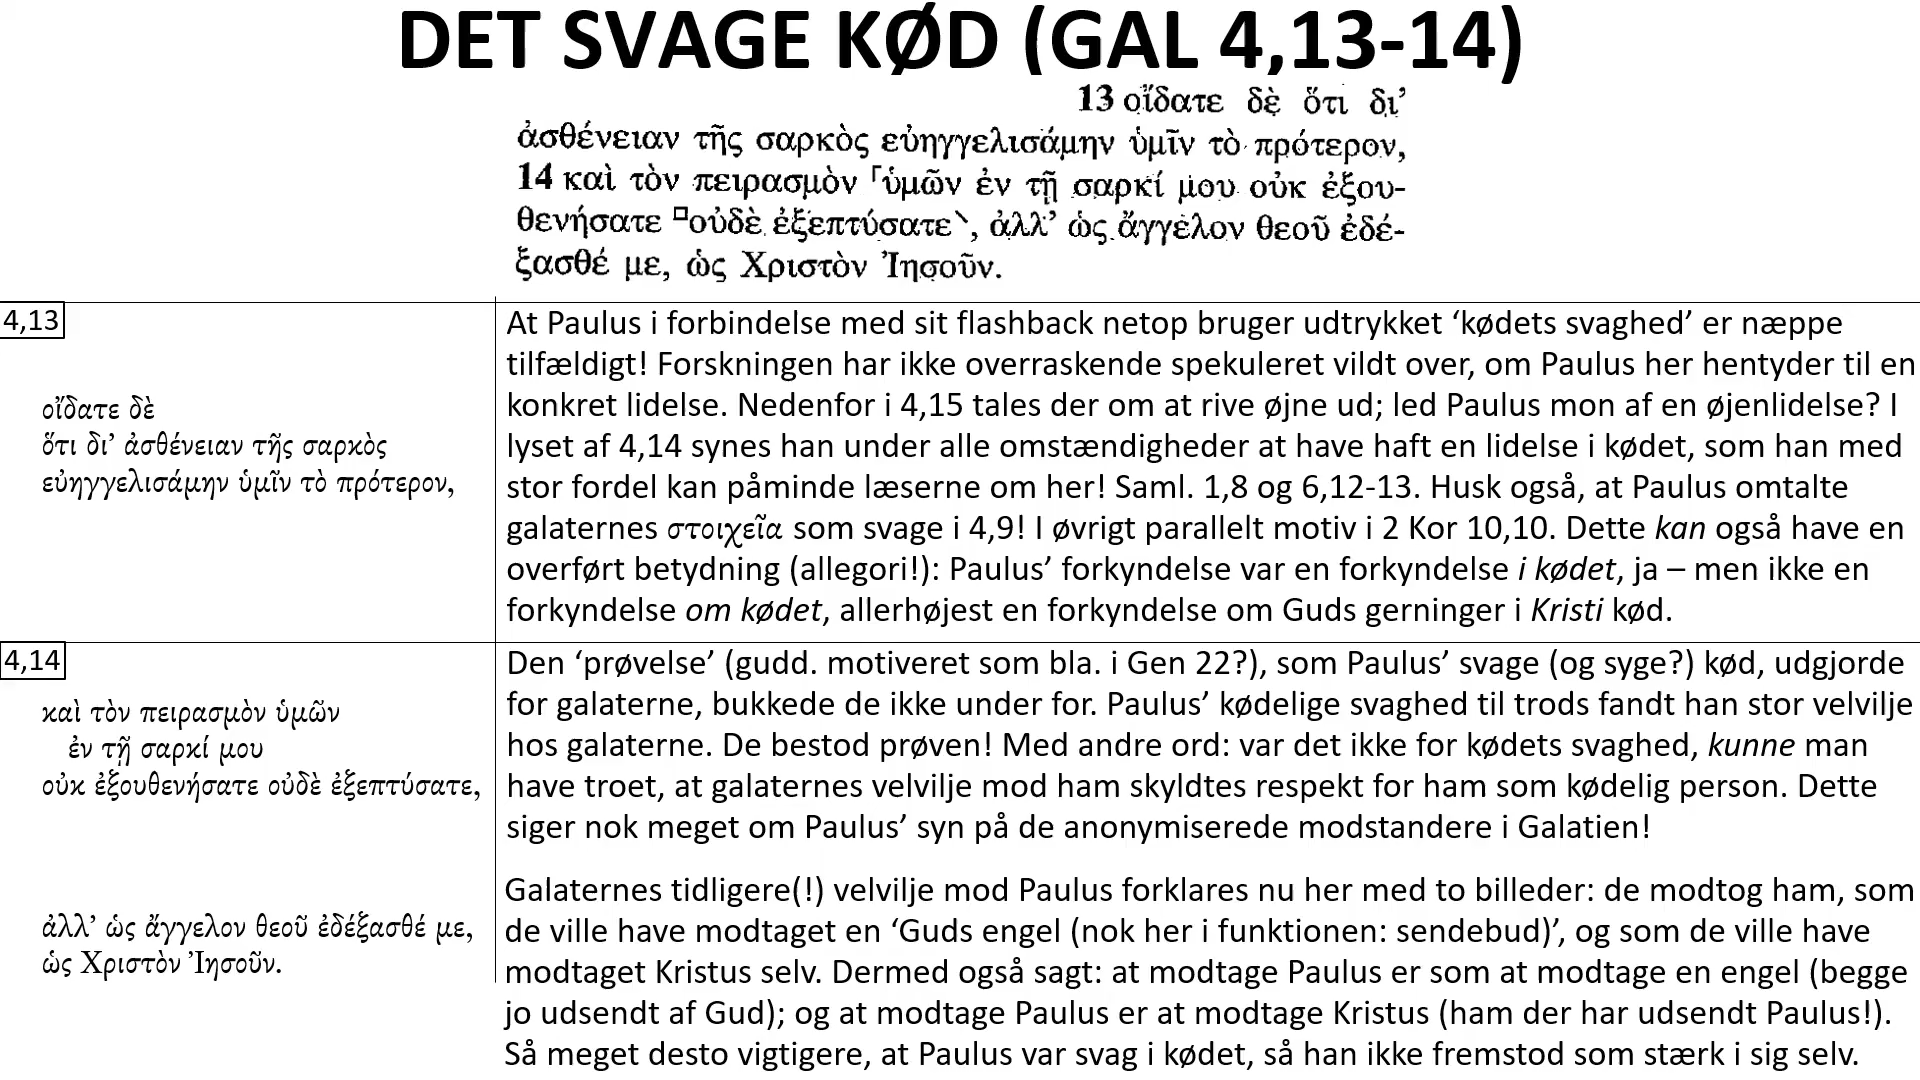 DET SVAGE KØD (GAL 4,13-14)
13 οἴδατε δὲ ὅτι δι’
ἀσθένειαν τῆς σαρκὸς εὐηγγελισάμην ὑμῖν τὸ πρότερον,
14 καὶ τὸν πειρασμὸν ⸀ὑμῶν ἐν τῇ σαρκί μου οὐκ ἐξου-
θενήσατε ⸋οὐδὲ ἐξεπτύσατε⸌, ἀλλ’ ὡς ἄγγελον θεοῦ ἐδέ-
ξασθέ με, ὡς Χριστὸν Ἰησοῦν.
4,13
οἴδατε δὲ
ὅτι δι’ ἀσθένειαν τῆς σαρκὸς
εὐηγγελισάμην ὑμῖν τὸ πρότερον,
At Paulus i forbindelse med sit flashback netop bruger udtrykket ‘kødets svaghed’ er næppe
tilfældigt! Forskningen har ikke overraskende spekuleret vildt over, om Paulus her hentyder til en
konkret lidelse. Nedenfor i 4,15 tales der om at rive øjne ud; led Paulus mon af en øjenlidelse? I
lyset af 4,14 synes han under alle omstændigheder at have haft en lidelse i kødet, som han med
stor fordel kan påminde læserne om her! Saml. 1,8 og 6,12-13. Husk også, at Paulus omtalte
galaternes στοιχεῖα som svage i 4,9! I øvrigt parallelt motiv i 2 Kor 10,10. Dette kan også have en
overført betydning (allegori!): Paulus’ forkyndelse var en forkyndelse i kødet, ja – men ikke en
forkyndelse om kødet, allerhøjest en forkyndelse om Guds gerninger i Kristi kød.
4,14
καὶ τὸν πειρασμὸν ὑμῶν
ἐν τῇ σαρκί μου
οὐκ ἐξουθενήσατε οὐδὲ ἐξεπτύσατε,
Den ‘prøvelse’ (gudd. motiveret som bla. i Gen 22?), som Paulus’ svage (og syge?) kød, udgjorde
for galaterne, bukkede de ikke under for. Paulus’ kødelige svaghed til trods fandt han stor velvilje
hos galaterne. De bestod prøven! Med andre ord: var det ikke for kødets svaghed, kunne man
have troet, at galaternes velvilje mod ham skyldtes respekt for ham som kødelig person. Dette
siger nok meget om Paulus’ syn på de anonymiserede modstandere i Galatien!
ἀλλ’ ὡς ἄγγελον θεοῦ ἐδέξασθέ με,
ὡς Χριστὸν Ἰησοῦν.
Galaternes tidligere(!) velvilje mod Paulus forklares nu her med to billeder: de modtog ham, som
de ville have modtaget en ‘Guds engel (nok her i funktionen: sendebud)’, og som de ville have
modtaget Kristus selv. Dermed også sagt: at modtage Paulus er som at modtage en engel (begge
jo udsendt af Gud); og at modtage Paulus er at modtage Kristus (ham der har udsendt Paulus!).
Så meget desto vigtigere, at Paulus var svag i kødet, så han ikke fremstod som stærk i sig selv.